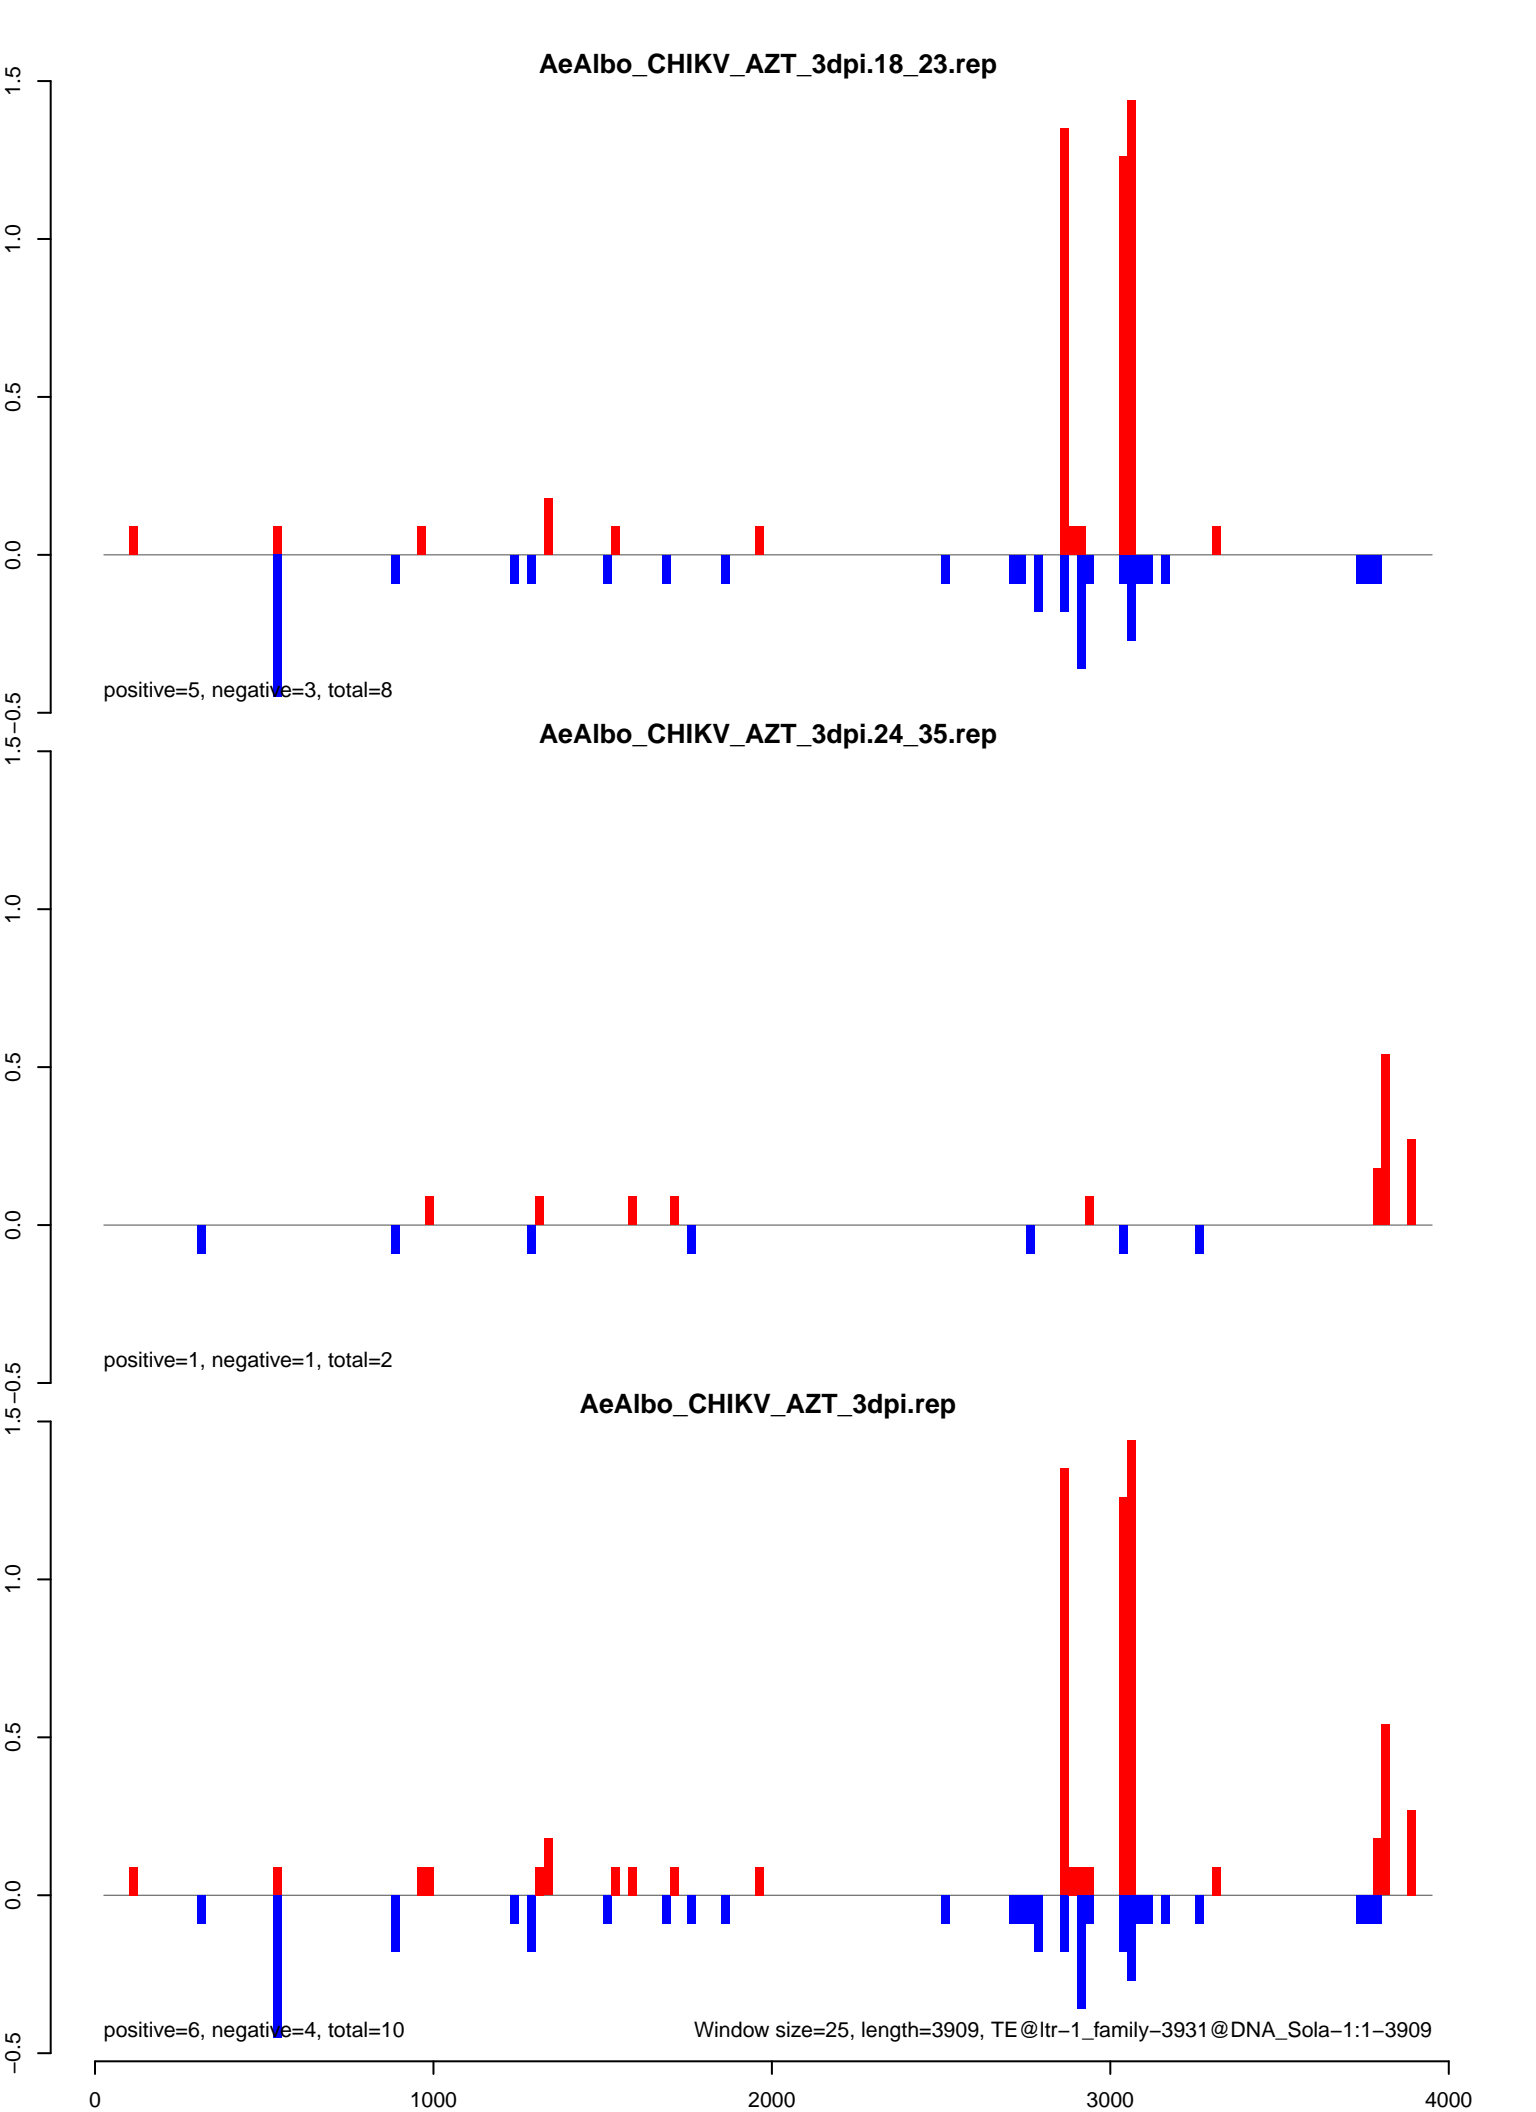 AeAlbo_CHIKV_AZT_3dpi.18_23.rep
1.5
1.0
0.5
0.0
−0.5
positive=5, negative=3, total=8
AeAlbo_CHIKV_AZT_3dpi.24_35.rep
1.5
1.0
0.5
0.0
−0.5
positive=1, negative=1, total=2
AeAlbo_CHIKV_AZT_3dpi.rep
1.5
1.0
0.5
0.0
−0.5
positive=6, negative=4, total=10
Window size=25, length=3909, TE@ltr−1_family−3931@DNA_Sola−1:1−3909
0 1000 2000 3000 4000